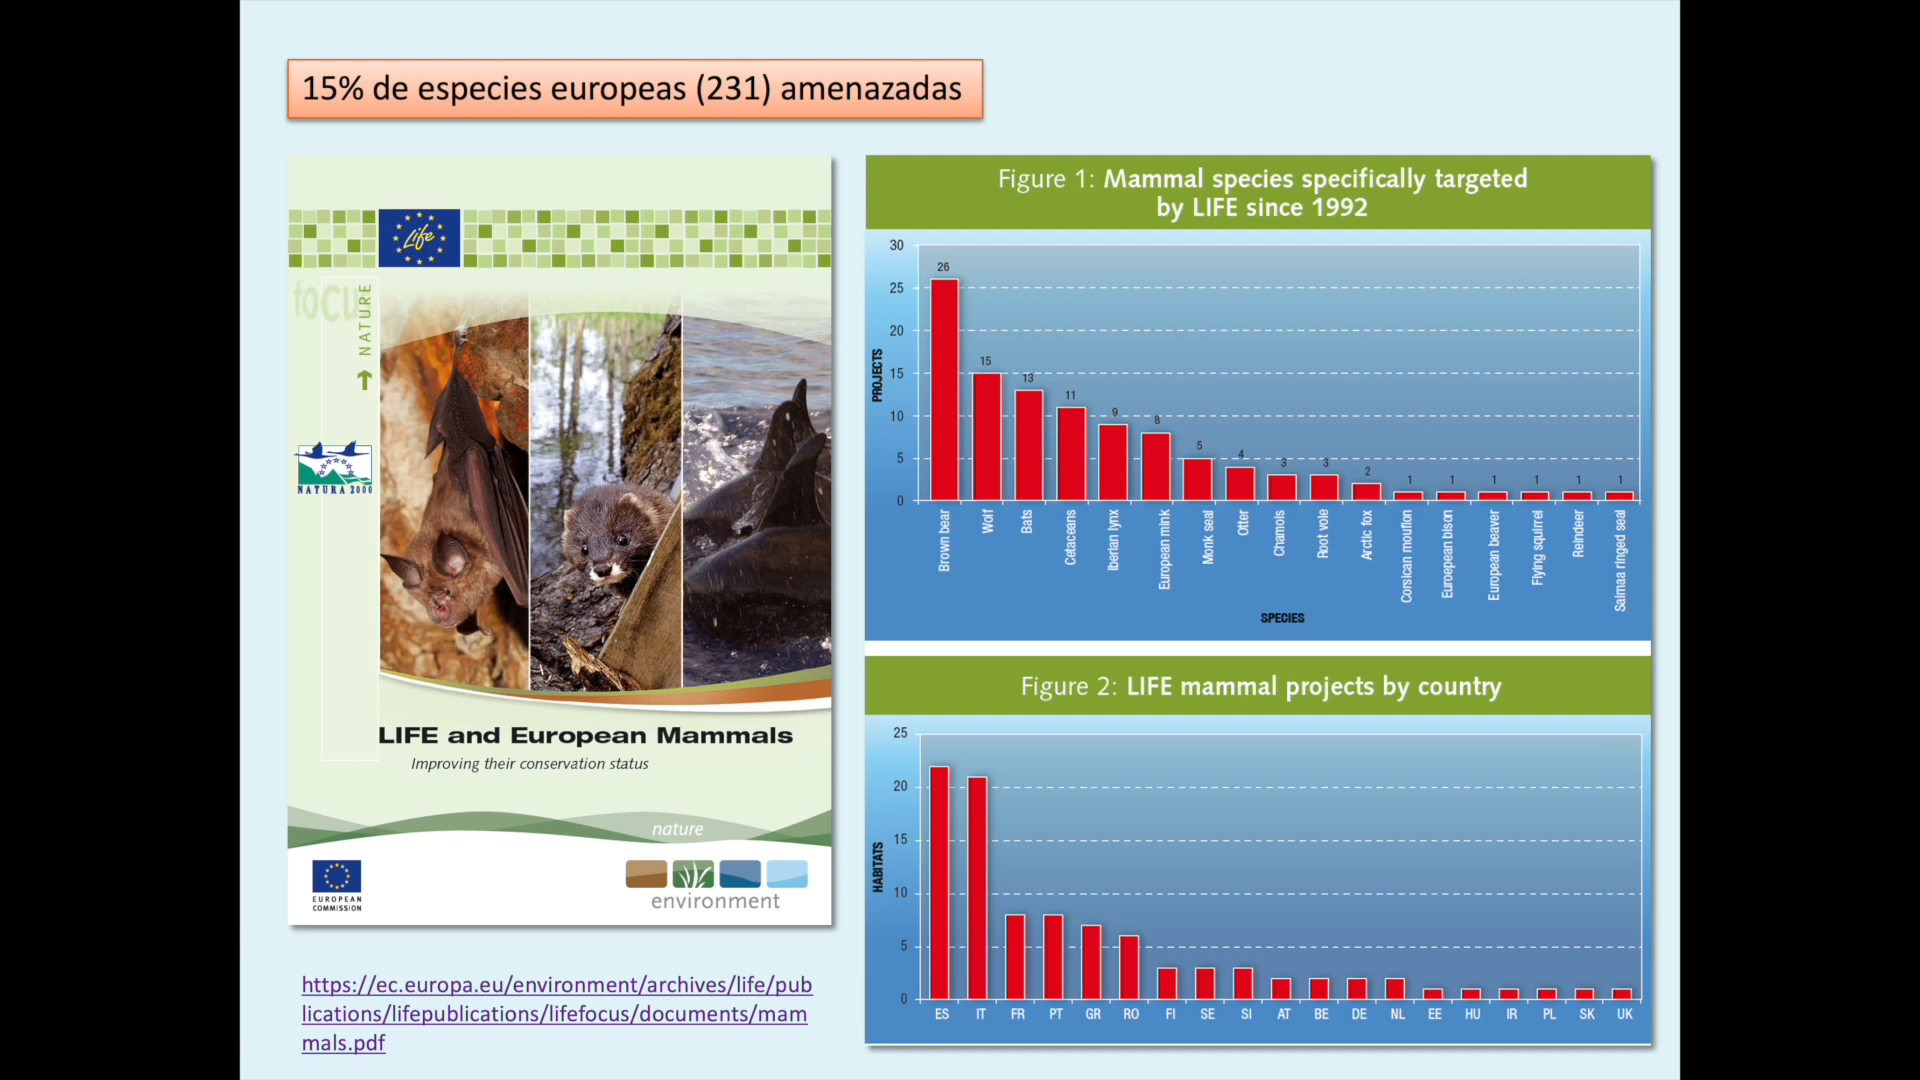 15% de especies europeas (231) amenazadas
Life
focu
NATURE
NATURA 2000
LIFE and European Mammals
Improving their conservation status
nature
EUROPEAN
COMMISSION
environment
https://ec.europa.eu/environment/archives/life/pub
lications/lifepublications/lifefocus/documents/mam
mals.pdf
Figure 1: Mammal species specifically targeted
by LIFE since 1992
PROJECTS
30
25
20
15
10
5
0
26
15
13
11
9
8
5
4
3
3
2
1
1
1
1
1
1
Brown bear
Wolf
Bats
Cetaceans
Iberian lynx
European mink
Monk seal
Otter
Chamois
Root vole
Arctic fox
Corsican mouflon
Euroepean bison
European beaver
Flying squirrel
Reindeer
Saimaa ringed seal
SPECIES
Figure 2: LIFE mammal projects by country
HABITATS
25
20
15
10
5
0
ES IT FR PT GR RO FI SE SI AT BE DE NL EE HU IR PL SK UK